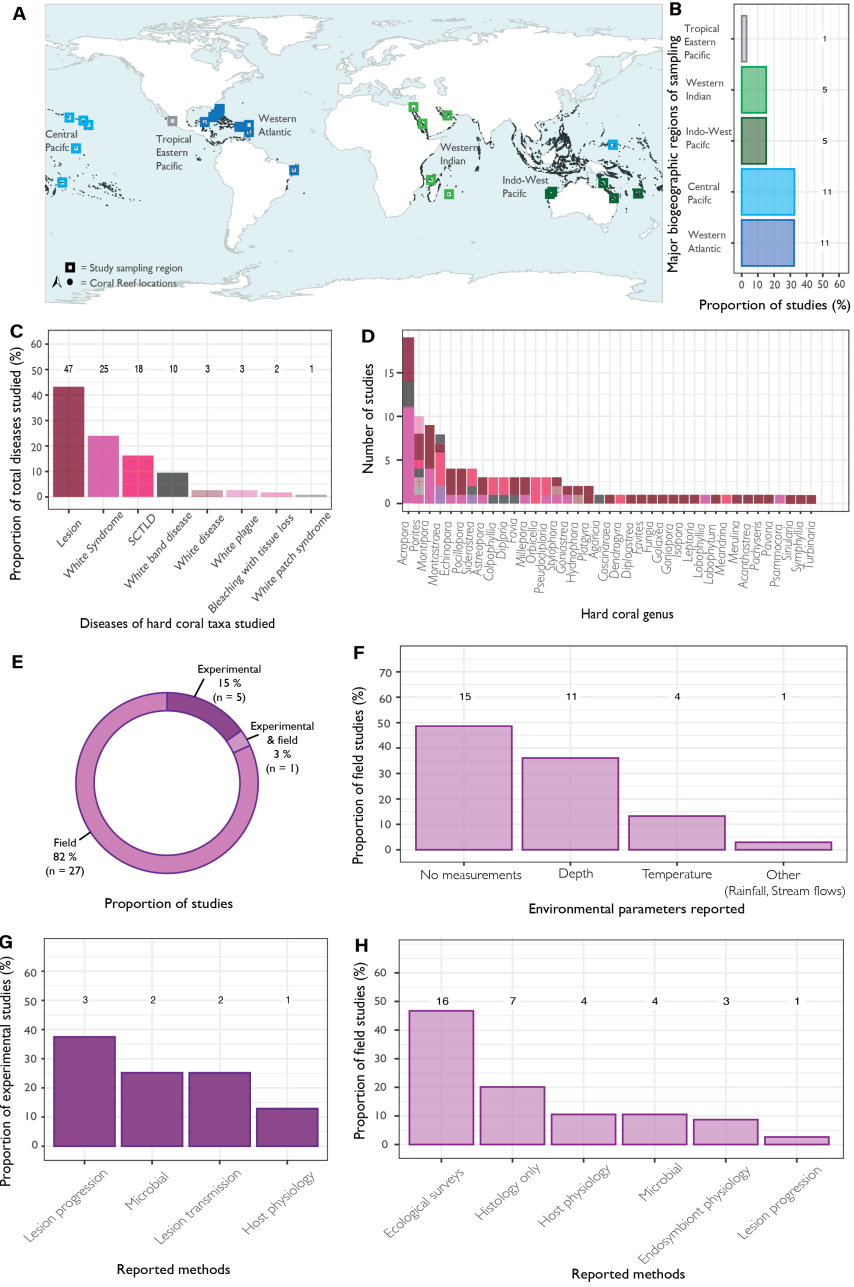 A
Central
Pacifc
Tropical
Eastern
Pacific
Western
Atlantic
Western
Indian
Indo-West
Pacific
= Study sampling region
= Coral Reef locations
B
Major biogeographic regions of sampling
Tropical
Eastern
Pacific
Western
Indian
Indo-West
Pacifc
Central
Pacifc
Western
Atlantic
1
5
5
11
11
0 10 20 30 40 50 60
Proportion of studies (%)
C
Proportion of total diseases studied (%)
60
50
40
30
20
10
0
47 25 18 10 3 3 2 1
Lesion
White Syndrome
SCTLD
White band disease
White disease
White plague
Bleaching with tissue loss
White patch syndrome
Diseases of hard coral taxa studied
D
Number of studies
15
10
5
0
Acropora
Porites
Montipora
Montastraea
Echinopora
Pocillopora
Siderastrea
Astreopora
Colpophyllia
Diploria
Favia
Millepora
Orbicella
Pseudodiploria
Stylophora
Goniastrea
Hydnophora
Platygyra
Agaricia
Coscinaraea
Dendrogyra
Diploastrea
Favites
Fungia
Galaxea
Goniopora
Isopora
Leptoria
Lobophyllia
Lobophytum
Meandrina
Merulina
Acanthastrea
Pachyseris
Pavona
Psammocora
Sinularia
Symphyllia
Turbinaria
Hard coral genus
E
Experimental
15 %
(n = 5)
Experimental
& field
3 %
(n = 1)
Field
82 %
(n = 27)
Proportion of studies
F
Proportion of field studies (%)
70
60
50
40
30
20
10
0
15 11 4 1
No measurements
Depth
Temperature
Other
(Rainfall, Stream flows)
Environmental parameters reported
G
Proportion of experimental studies (%)
60
50
40
30
20
10
0
3 2 2 1
Lesion progression
Microbial
Lesion transmission
Host physiology
Reported methods
H
Proportion of field studies (%)
60
50
40
30
20
10
0
16 7 4 4 3 1
Ecological surveys
Histology only
Host physiology
Microbial
Endosymbiont physiology
Lesion progression
Reported methods